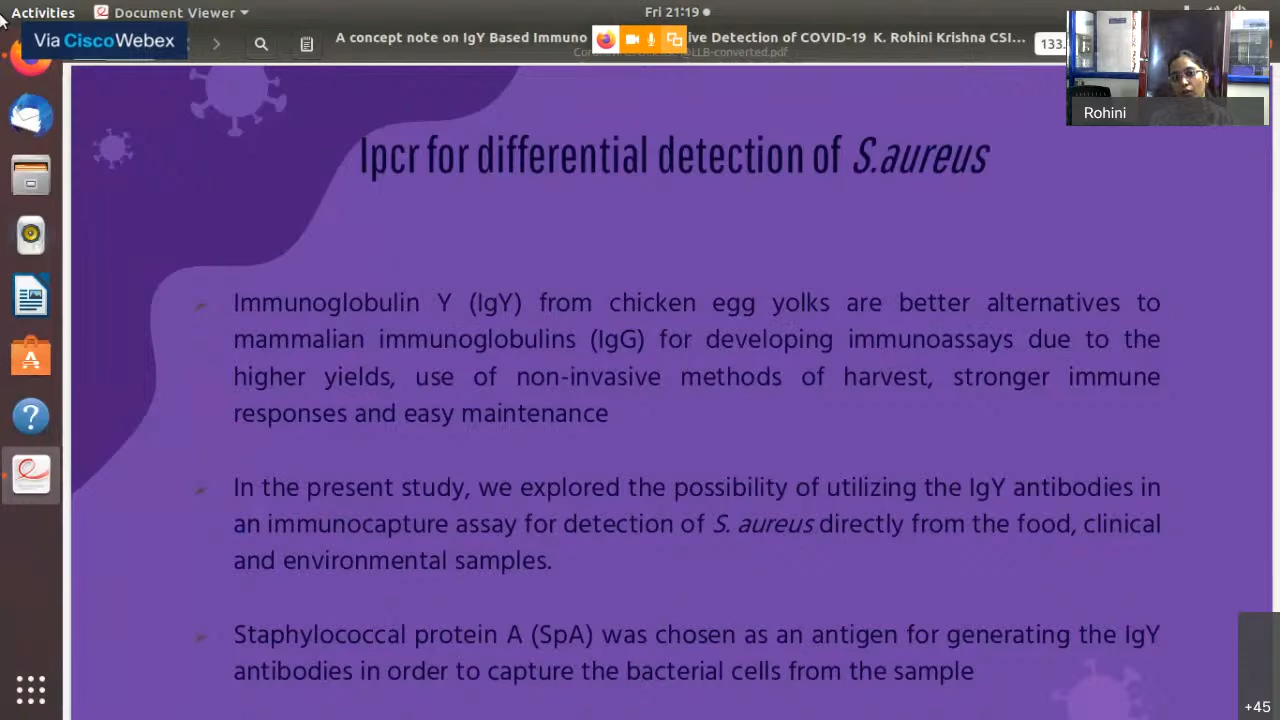 Activities
Document Viewer
Fri 21:19
Via Cisco Webex
A concept note on IgY Based Immuno
ive Detection of COVID-19 K. Rohini Krishna CSI...
LLB-converted.pdf
133.
Rohini
Ipcr for differential detection of S.aureus
Immunoglobulin Y (IgY) from chicken egg yolks are better alternatives to
mammalian immunoglobulins (IgG) for developing immunoassays due to the
higher yields, use of non-invasive methods of harvest, stronger immune
responses and easy maintenance
In the present study, we explored the possibility of utilizing the IgY antibodies in
an immunocapture assay for detection of S. aureus directly from the food, clinical
and environmental samples.
Staphylococcal protein A (SpA) was chosen as an antigen for generating the IgY
antibodies in order to capture the bacterial cells from the sample
+45